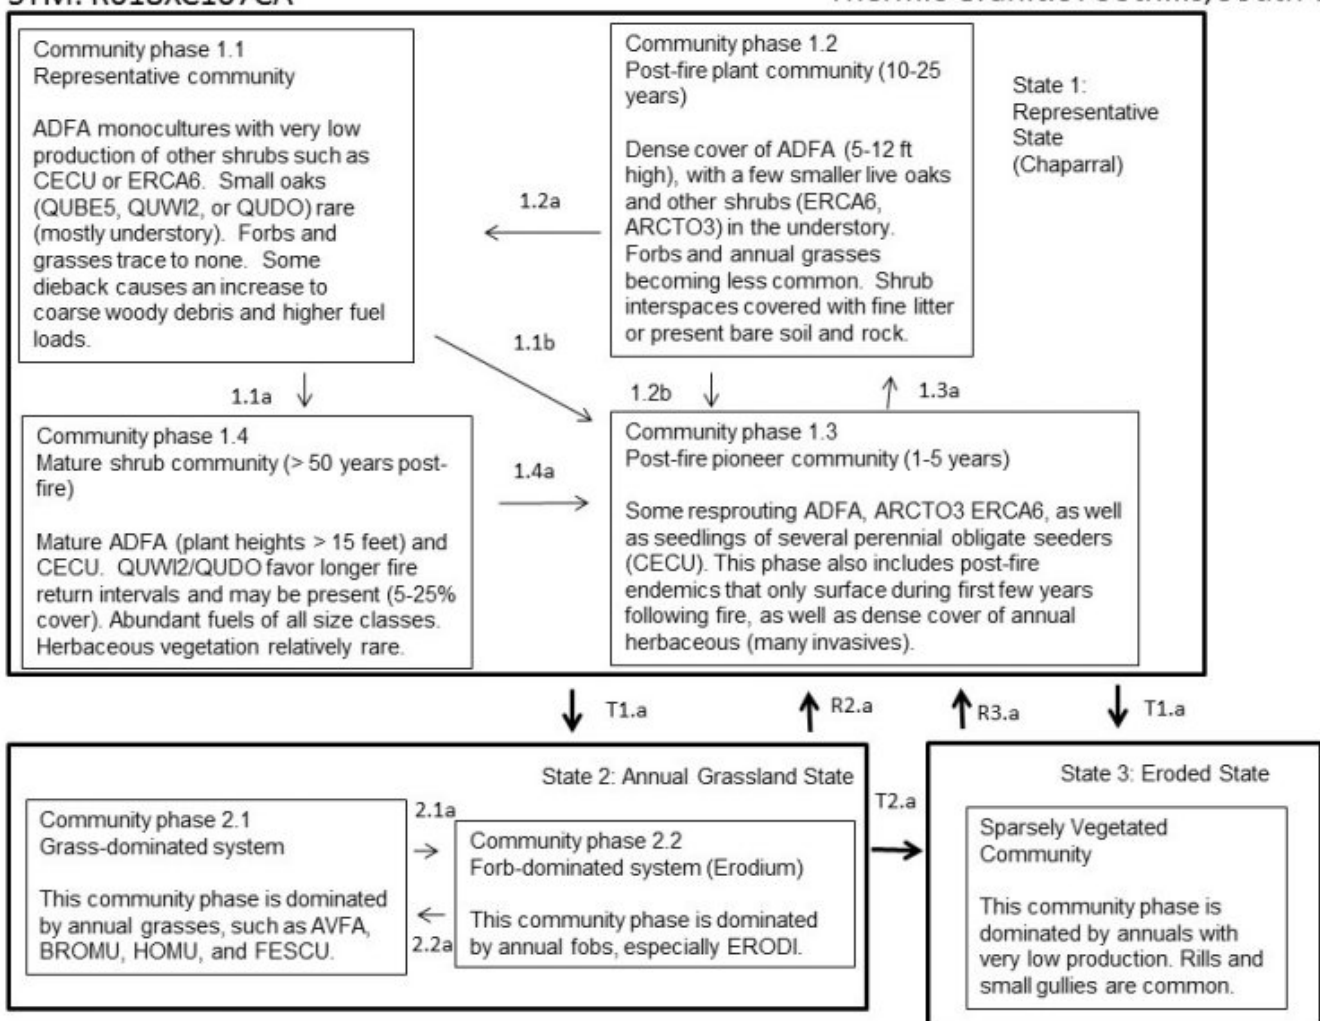 Community phase 1.1
Representative community
ADFA monocultures with very low
production of other shrubs such as
CECU or ERCA6. Small oaks
(QUBE5, QUWI2, or QUDO) rare
(mostly understory). Forbs and
grasses trace to none. Some
dieback causes an increase to
coarse woody debris and higher fuel
loads.
1.2a
Community phase 1.2
Post-fire plant community (10-25
years)
Dense cover of ADFA (5-12 ft
high), with a few smaller live oaks
and other shrubs (ERCA6,
ARCTO3) in the understory.
Forbs and annual grasses
becoming less common. Shrub
interspaces covered with fine litter
or present bare soil and rock.
State 1:
Representative
State
(Chaparral)
1.1b
1.1a
1.2b
1.3a
Community phase 1.4
Mature shrub community (> 50 years post-
fire)
Mature ADFA (plant heights > 15 feet) and
CECU. QUWI2/QUDO favor longer fire
return intervals and may be present (5-25%
cover). Abundant fuels of all size classes.
Herbaceous vegetation relatively rare.
1.4a
Community phase 1.3
Post-fire pioneer community (1-5 years)
Some resprouting ADFA, ARCTO3 ERCA6, as well
as seedlings of several perennial obligate seeders
(CECU). This phase also includes post-fire
endemics that only surface during first few years
following fire, as well as dense cover of annual
herbaceous (many invasives).
T1.a
R2.a
R3.a
T1.a
State 2: Annual Grassland State
Community phase 2.1
Grass-dominated system
This community phase is dominated
by annual grasses, such as AVFA,
BROMU, HOMU, and FESCU.
2.1a
2.2a
Community phase 2.2
Forb-dominated system (Erodium)
This community phase is dominated
by annual fobs, especially ERODI.
T2.a
State 3: Eroded State
Sparsely Vegetated
Community
This community phase is
dominated by annuals with
very low production. Rills and
small gullies are common.